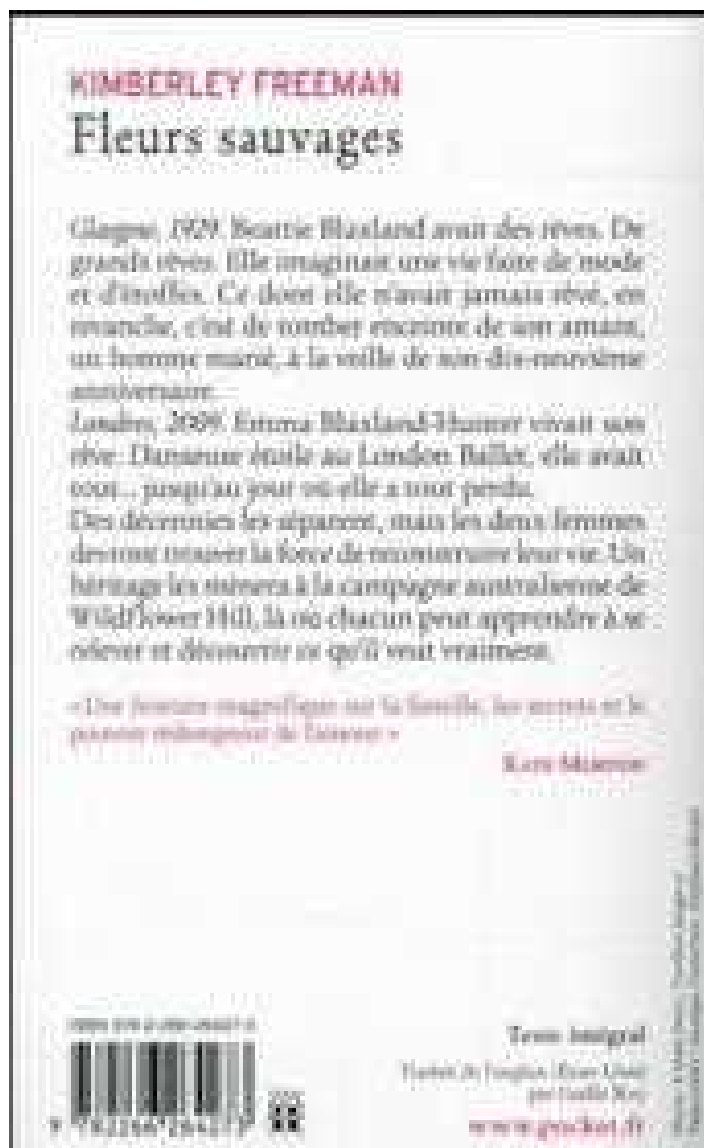 KIMBERLEY FREEMAN
Fleurs sauvages
Glasgow, 1929. Beattie Blaxland avait des rêves. De
grands rêves. Elle imaginait une vie faite de mode
et d'étoffes. Ce dont elle n'avait jamais rêvé, en
revanche, c'est de tomber enceinte de son amant,
un homme marié, à la veille de son dix-neuvième
anniversaire.
Londres, 2009. Emma Blaxland-Hunter vivait son
rêve. Danseuse étoile au London Ballet, elle avait
tout... jusqu'au jour où elle a tout perdu.
Des décennies les séparent, mais les deux femmes
devront trouver la force de reconstruire leur vie. Un
héritage les mènera à la campagne australienne de
Wildflower Hill, là où chacun peut apprendre à se
relever et découvrir ce qu'il veut vraiment.
« Une histoire magnifique sur la famille, les secrets et le
pouvoir rédempteur de l'amour »
KATE MORTON
Texte intégral
Traduit de l'anglais (États-Unis)
par
www.pocket.fr